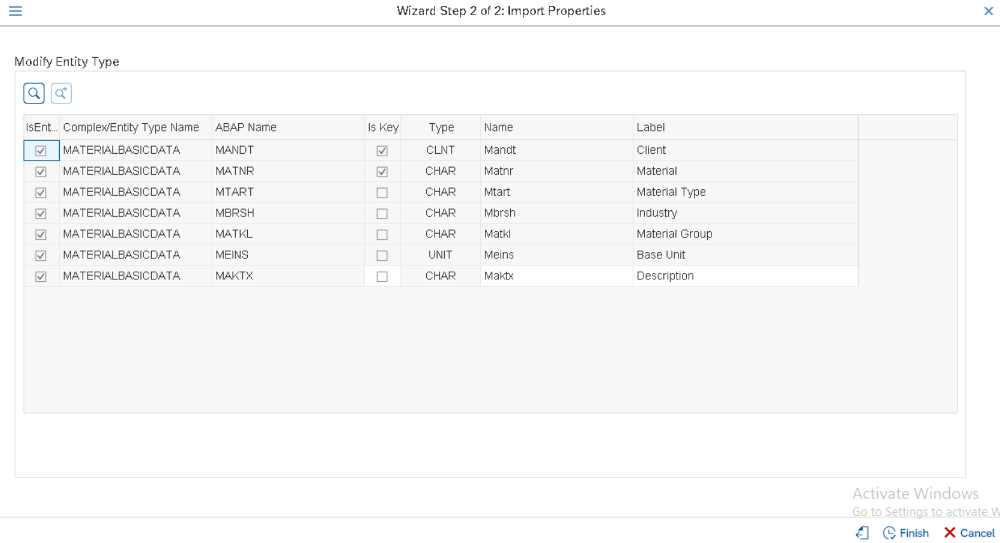 Wizard Step 2 of 2: Import Properties
Modify Entity Type
IsEnt... Complex/Entity Type Name ABAP Name Is Key Type Name Label
MATERIALBASICDATA MANDT CLNT Mandt Client
MATERIALBASICDATA MATNR CHAR Matnr Material
MATERIALBASICDATA MTART CHAR Mtart Material Type
MATERIALBASICDATA MBRSH CHAR Mbrsh Industry
MATERIALBASICDATA MATKL CHAR Matkl Material Group
MATERIALBASICDATA MEINS UNIT Meins Base Unit
MATERIALBASICDATA MAKTX CHAR Maktx Description
Activate Windows
Go to Settings to activate W
Finish Cancel